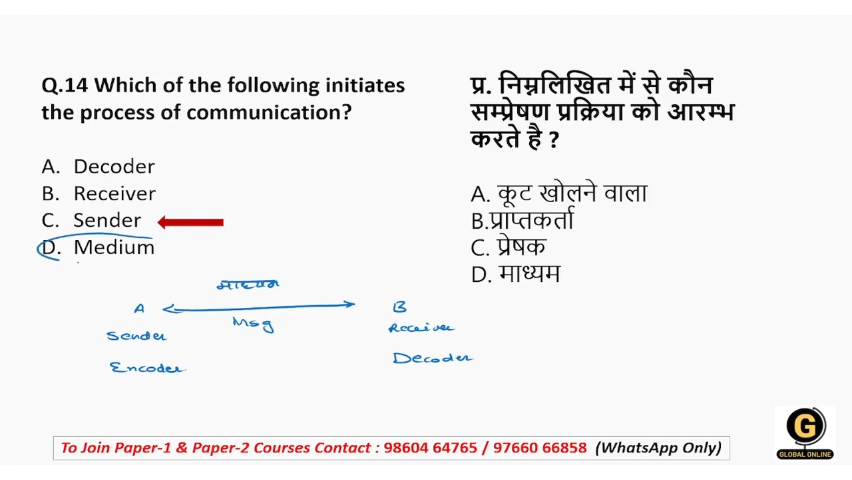 Q.14 Which of the following initiates
the process of communication?
A. Decoder
B. Receiver
C. Sender
D. Medium
प्र. निम्नलिखित में से कौन
सम्प्रेषण प्रक्रिया को आरम्भ
करते है ?
A. कूट खोलने वाला
B.प्राप्तकर्ता
C. प्रेषक
D. माध्यम
माध्यम
A B
Msg
Sender Receiver
Encoder Decoder
To Join Paper-1 & Paper-2 Courses Contact : 98604 64765 / 97660 66858 (WhatsApp Only)
G
GLOBAL ONLINE